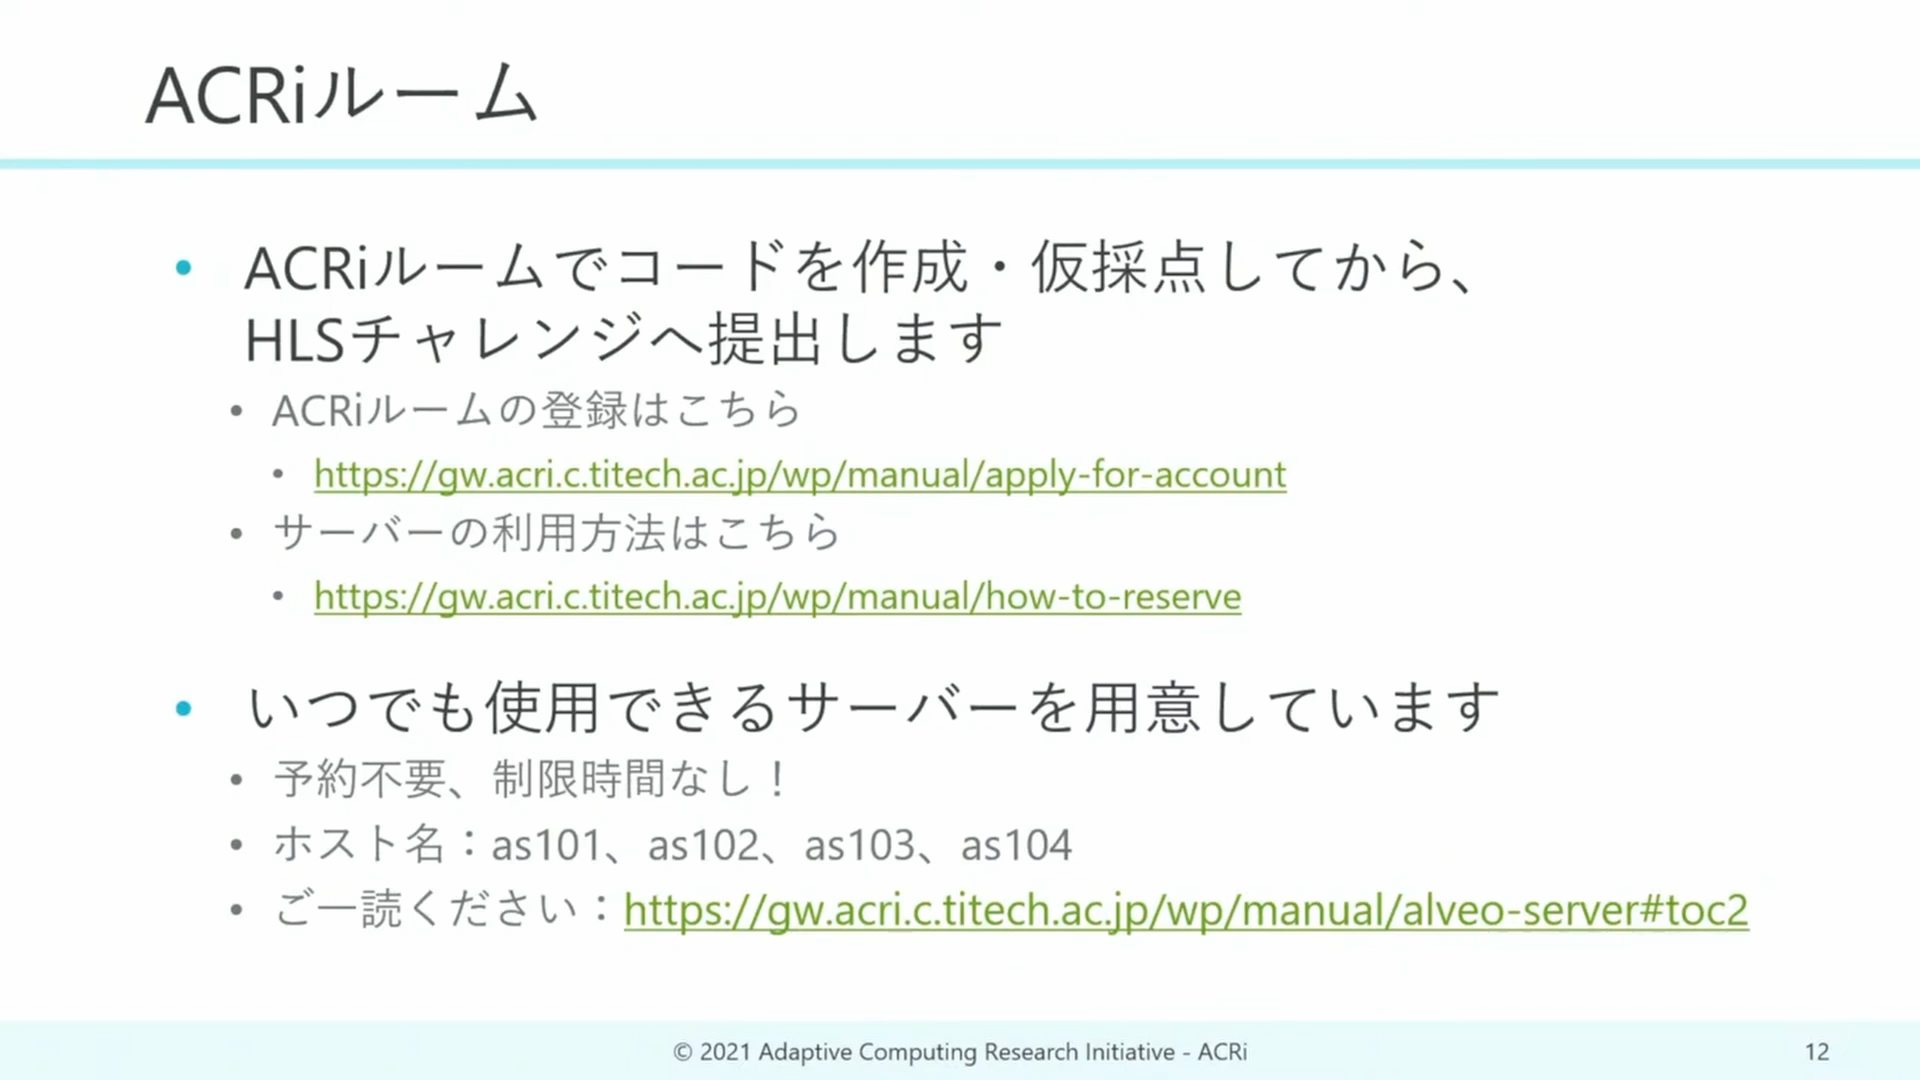 ACRiルーム
• ACRiルームでコードを作成・仮採点してから、
HLSチャレンジへ提出します
• ACRiルームの登録はこちら
• https://gw.acri.c.titech.ac.jp/wp/manual/apply-for-account
• サーバーの利用方法はこちら
• https://gw.acri.c.titech.ac.jp/wp/manual/how-to-reserve
• いつでも使用できるサーバーを用意しています
• 予約不要、制限時間なし！
• ホスト名：as101、as102、as103、as104
• ご一読ください：https://gw.acri.c.titech.ac.jp/wp/manual/alveo-server#toc2
© 2021 Adaptive Computing Research Initiative - ACRi
12